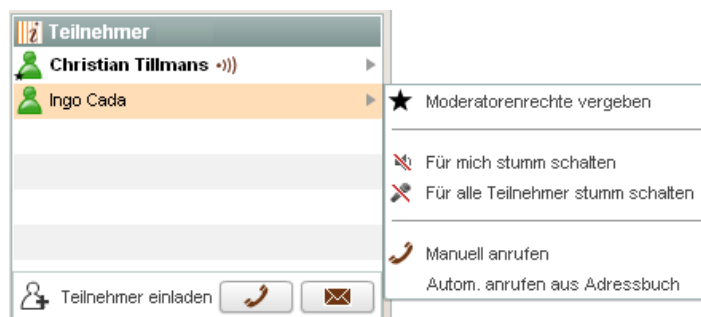 Teilnehmer
Christian Tillmans
Ingo Cada
Moderatorenrechte vergeben
Für mich stumm schalten
Für alle Teilnehmer stumm schalten
Manuell anrufen
Autom. anrufen aus Adressbuch
Teilnehmer einladen